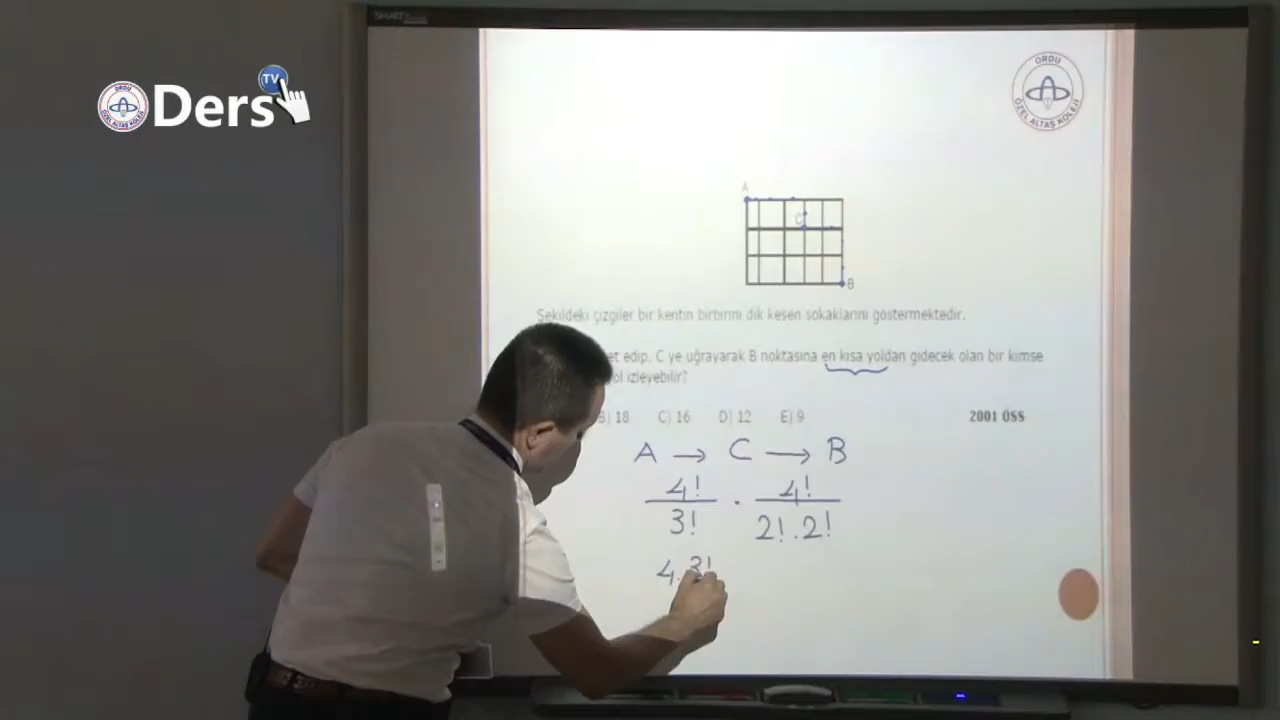 SMART
Ders TV
ORDU
ÖZEL ALTAŞ KOLEJİ
A
C
B
Şekildeki çizgiler bir kentin birbirini dik kesen sokaklarını göstermektedir.
et edip, C ye uğrayarak B noktasına en kısa yoldan gidecek olan bir kimse
ol izleyebilir?
B) 18 C) 16 D) 12 E) 9 2001 ÖSS
A → C → B
4! / 3! . 4! / 2! . 2!
4.3!